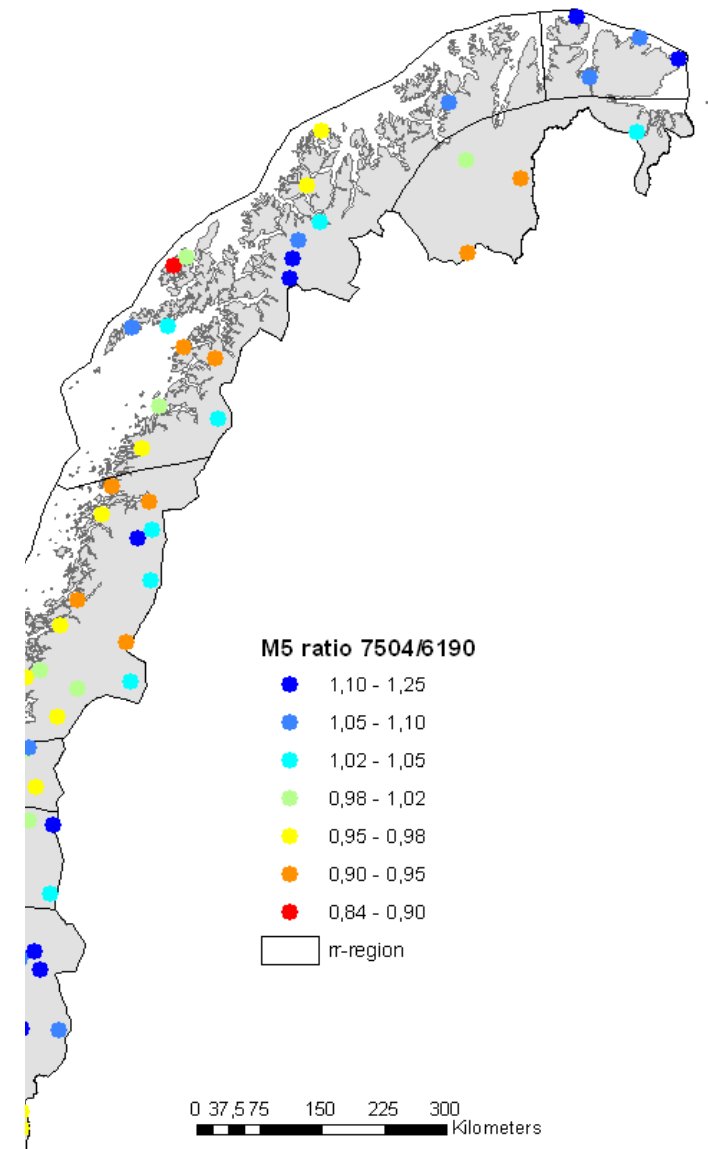 M5 ratio 7504/6190
1,10 - 1,25
1,05 - 1,10
1,02 - 1,05
0,98 - 1,02
0,95 - 0,98
0,90 - 0,95
0,84 - 0,90
rr-region
0 37,5 75 150 225 300
Kilometers